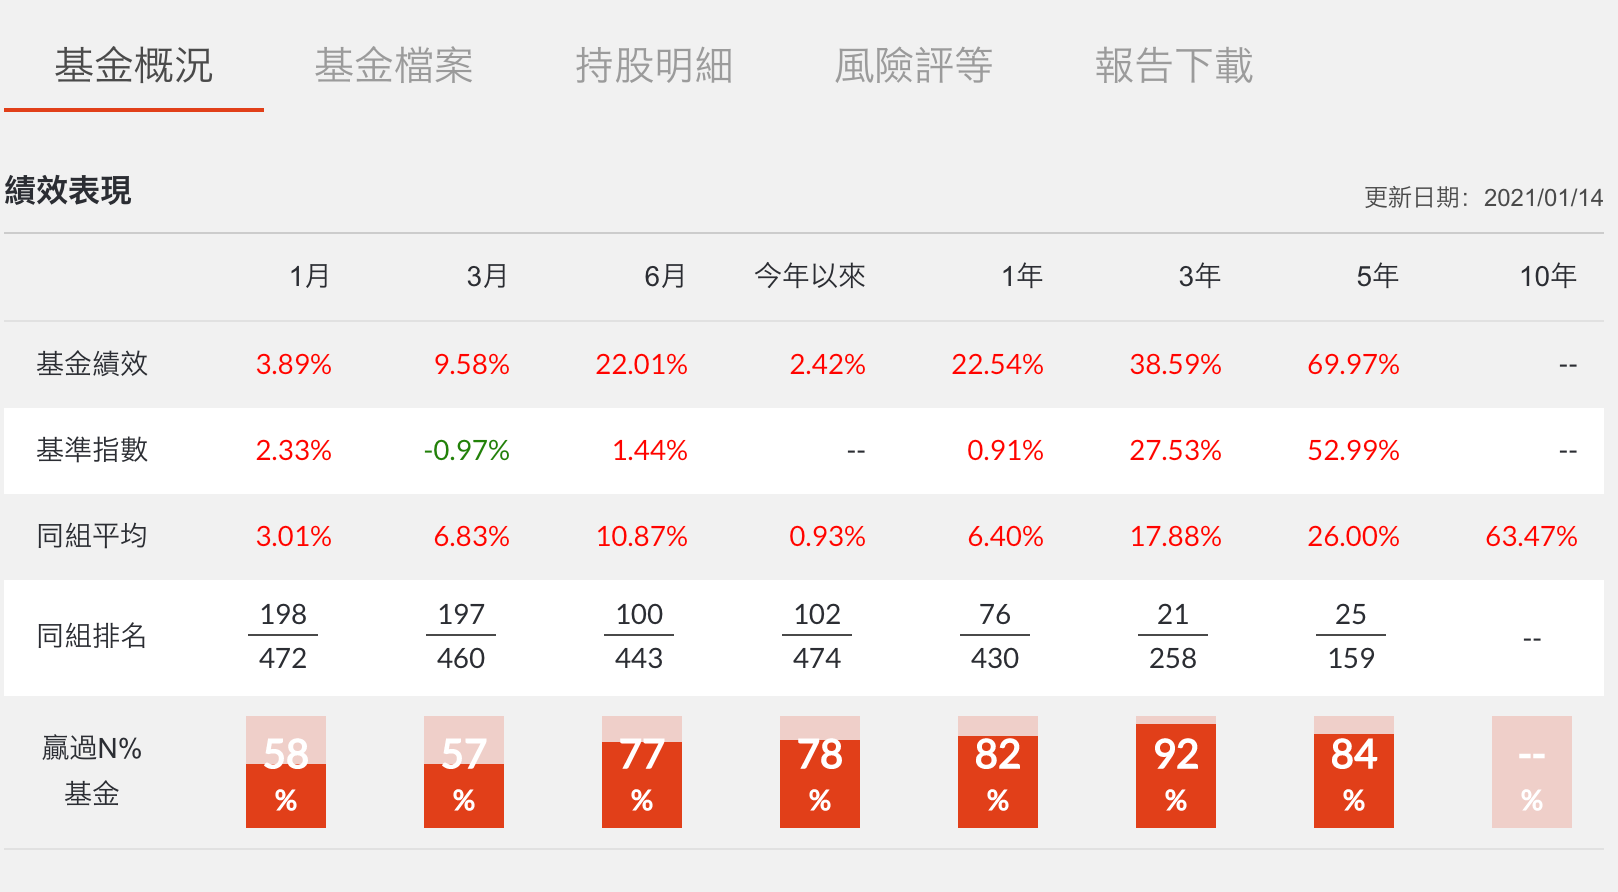 基金概況 基金檔案 持股明細 風險評等 報告下載
績效表現 更新日期：2021/01/14
1月 3月 6月 今年以來 1年 3年 5年 10年
基金績效 3.89% 9.58% 22.01% 2.42% 22.54% 38.59% 69.97% --
基準指數 2.33% -0.97% 1.44% -- 0.91% 27.53% 52.99% --
同組平均 3.01% 6.83% 10.87% 0.93% 6.40% 17.88% 26.00% 63.47%
198 197 100 102 76 21 25
同組排名 --
472 460 443 474 430 258 159
贏過N% 58 57 77 78 82 92 84 --
基金 % % % % % % % %